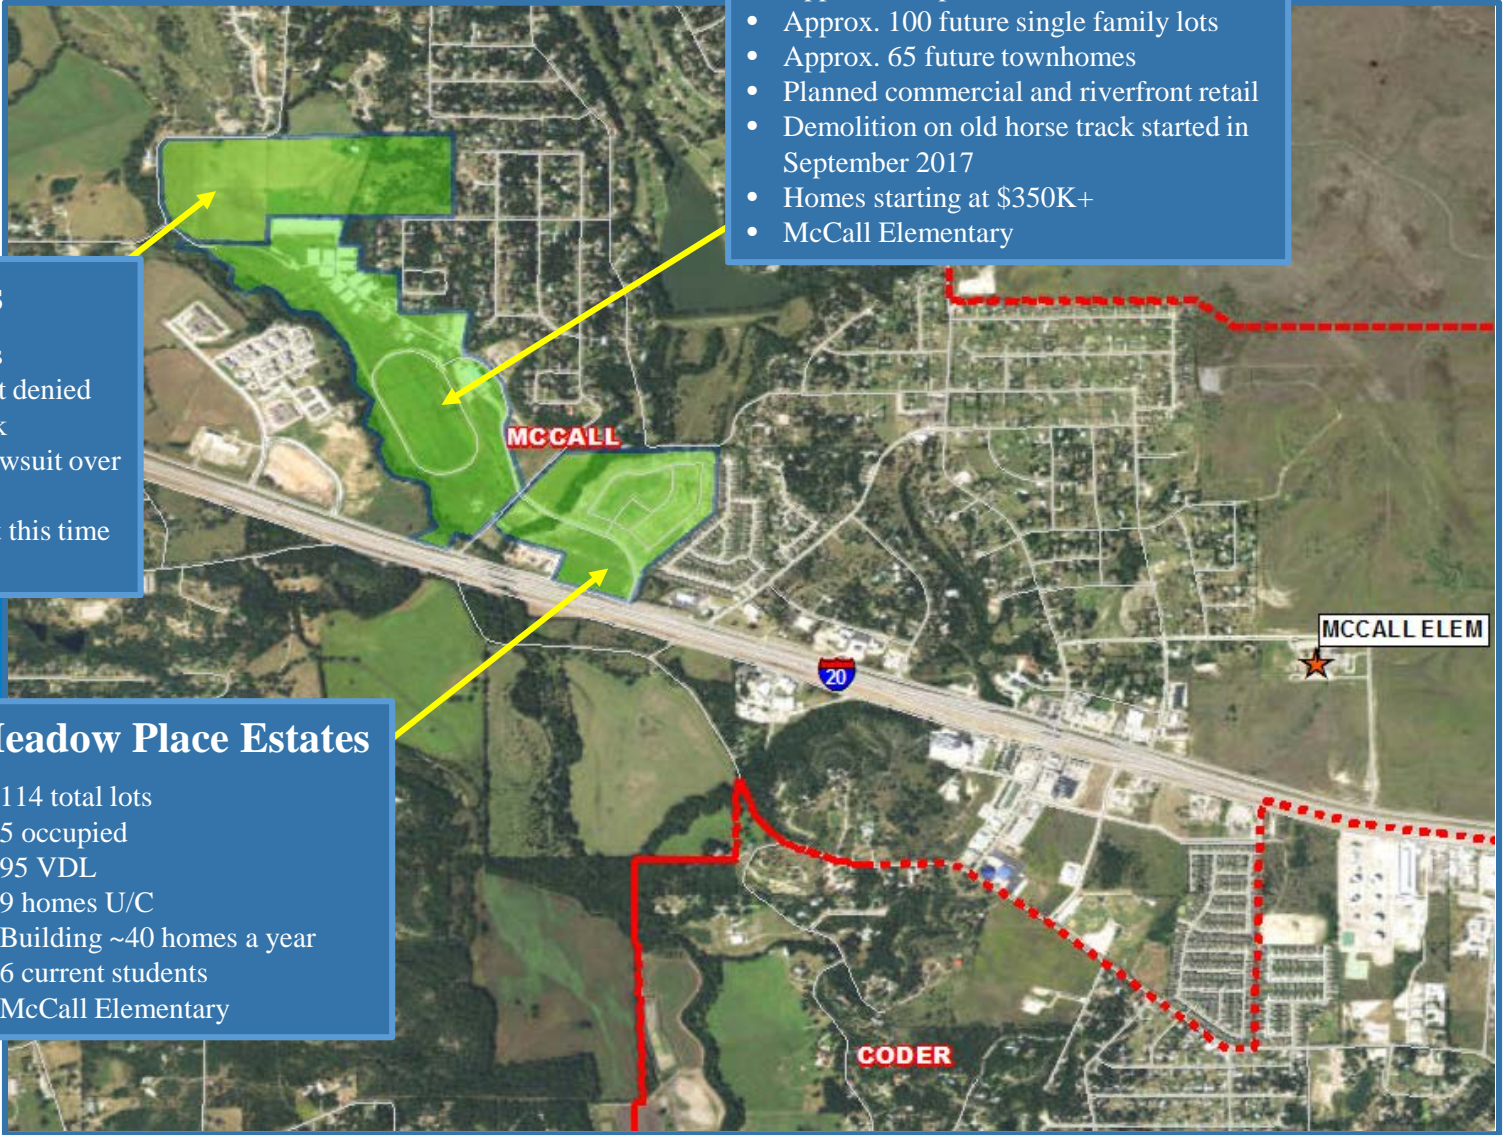 • Approx. 100 future single family lots
• Approx. 65 future townhomes
• Planned commercial and riverfront retail
• Demolition on old horse track started in
September 2017
• Homes starting at $350K+
• McCall Elementary
denied
over
this time
MCCALL
MCCALL ELEM
20
Place Estates
114 total lots
5 occupied
95 VDL
9 homes U/C
Building ~40 homes a year
6 current students
McCall Elementary
CODER